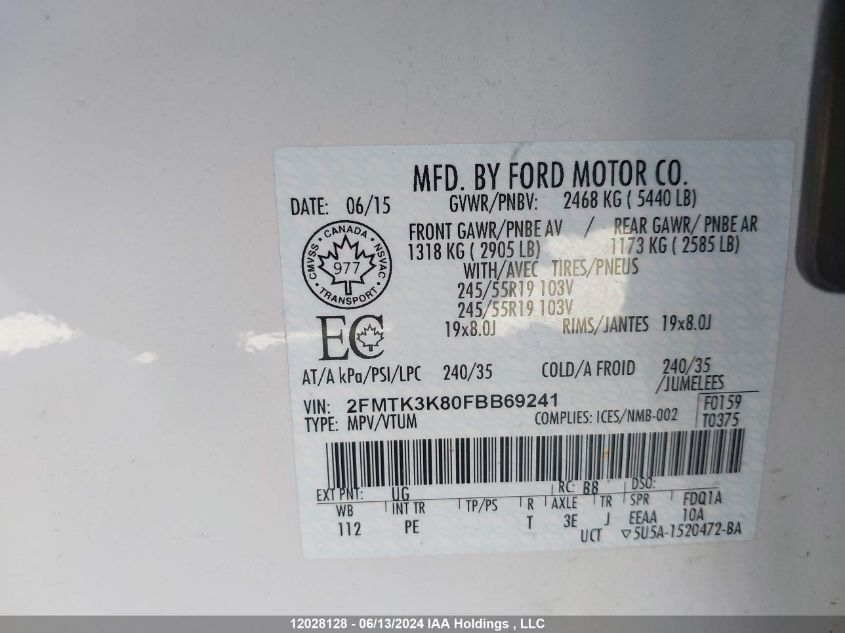 MFD. BY FORD MOTOR CO.
DATE: 06/15 GVWR/PNBV: 2468 KG ( 5440 LB)
FRONT GAWR/PNBE AV / REAR GAWR/ PNBE AR
1318 KG ( 2905 LB) 1173 KG ( 2585 LB)
WITH/AVEC TIRES/PNEUS
245/55R19 103V
245/55R19 103V
19x8.0J RIMS/JANTES 19x8.0J
CANADA
CMVSS NSVAC
977
TRANSPORT
EC
AT/A kPa/PSI/LPC 240/35 COLD/A FROID 240/35
/JUMELEES
VIN: 2FMTK3K80FBB69241
TYPE: MPV/VTUM COMPLIES: ICES/NMB-002
F0159
T0375
EXT PNT: UG RC: BB DSO:
WB INT TR TP/PS R AXLE TR SPR FDQ1A
112 PE T 3E J EEAA 10A
UCT ▽5U5A-1520472-BA
12028128 - 06/13/2024 IAA Holdings , LLC